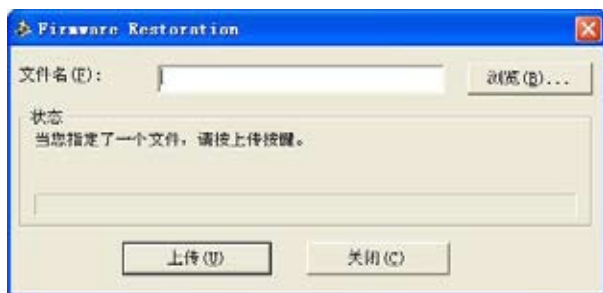 Firmware Restoration
文件名(F): 浏览(B)...
状态
当您指定了一个文件，请按上传按键。
上传(U) 关闭(C)